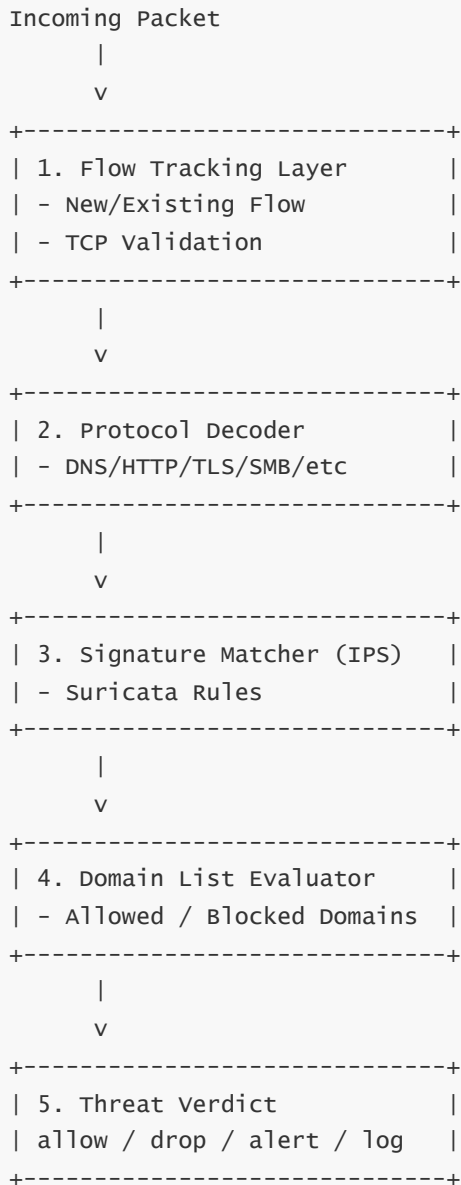 Incoming Packet
|
v
+------------------------------+
| 1. Flow Tracking Layer       |
| - New/Existing Flow          |
| - TCP Validation             |
+------------------------------+
|
v
+------------------------------+
| 2. Protocol Decoder          |
| - DNS/HTTP/TLS/SMB/etc       |
+------------------------------+
|
v
+------------------------------+
| 3. Signature Matcher (IPS)   |
| - Suricata Rules             |
+------------------------------+
|
v
+------------------------------+
| 4. Domain List Evaluator     |
| - Allowed / Blocked Domains  |
+------------------------------+
|
v
+------------------------------+
| 5. Threat Verdict            |
| allow / drop / alert / log   |
+------------------------------+